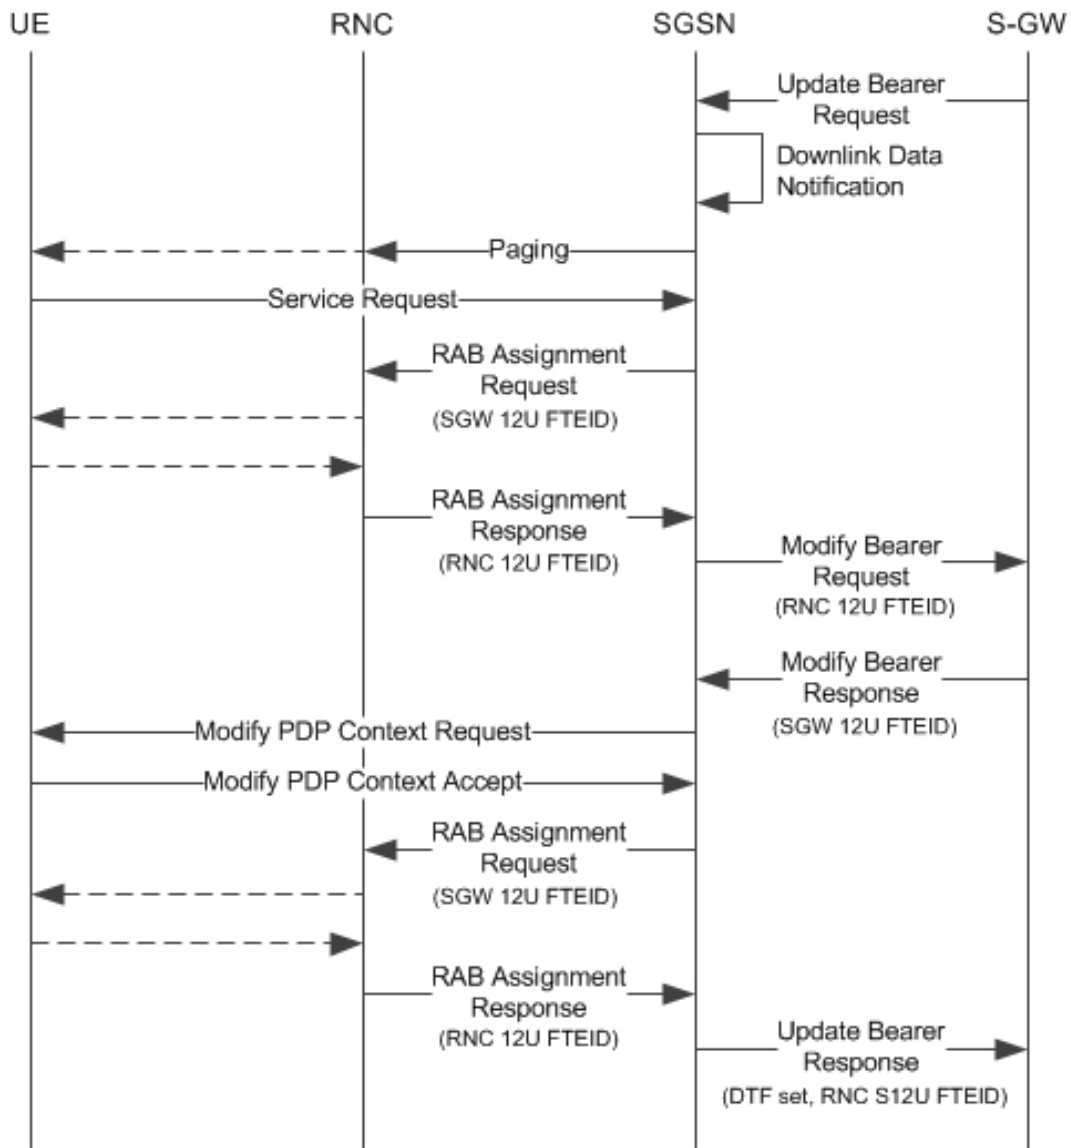 UE RNC SGSN S-GW
Update Bearer
Request
Downlink Data
Notification
Paging
Service Request
RAB Assignment
Request
(SGW 12U FTEID)
RAB Assignment
Response
(RNC 12U FTEID)
Modify Bearer
Request
(RNC 12U FTEID)
Modify Bearer
Response
(SGW 12U FTEID)
Modify PDP Context Request
Modify PDP Context Accept
RAB Assignment
Request
(SGW 12U FTEID)
RAB Assignment
Response
(RNC 12U FTEID)
Update Bearer
Response
(DTF set, RNC S12U FTEID)